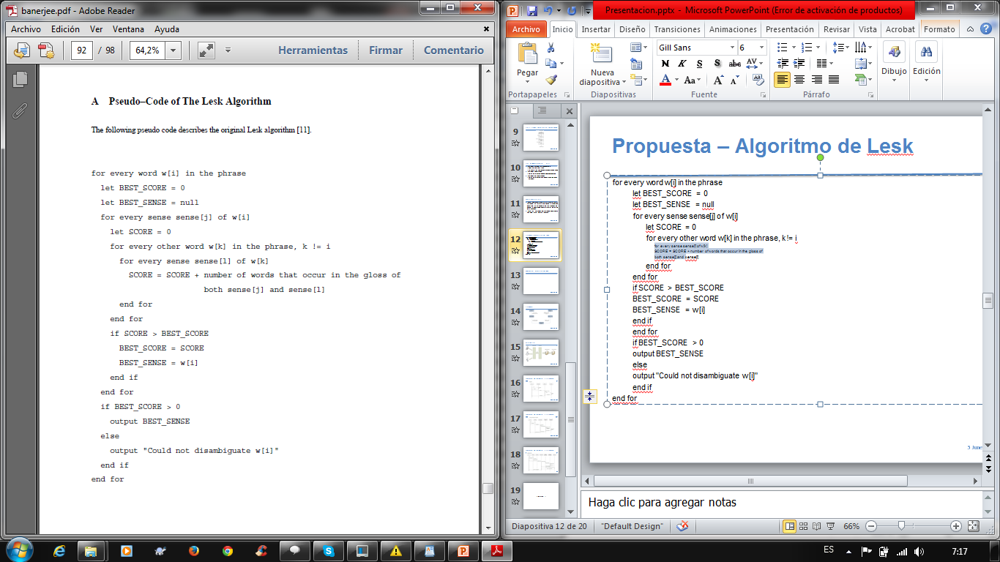 banerjee.pdf - Adobe Reader
Archivo Edición Ver Ventana Ayuda
92 / 98 64,2% Herramientas Firmar Comentario
A Pseudo–Code of The Lesk Algorithm
The following pseudo code describes the original Lesk algorithm [11].
for every word w[i] in the phrase
let BEST_SCORE = 0
let BEST_SENSE = null
for every sense sense[j] of w[i]
let SCORE = 0
for every other word w[k] in the phrase, k != i
for every sense sense[l] of w[k]
SCORE = SCORE + number of words that occur in the gloss of
both sense[j] and sense[l]
end for
end for
if SCORE > BEST_SCORE
BEST_SCORE = SCORE
BEST_SENSE = w[i]
end if
end for
if BEST_SCORE > 0
output BEST_SENSE
else
output "Could not disambiguate w[i]"
end if
end for
Presentacion.pptx - Microsoft PowerPoint (Error de activación de productos)
Archivo Inicio Insertar Diseño Transiciones Animaciones Presentación Revisar Vista Acrobat Formato
Pegar
Portapapeles
Nueva diapositiva
Diapositivas
Gill Sans 6
N K S S abc AV
A Aa A A
Fuente
Párrafo
Dibujo
Edición
9
10
11
12
13
14
15
16
17
18
19
Propuesta – Algoritmo de Lesk
for every word w[i] in the phrase
let BEST_SCORE = 0
let BEST_SENSE = null
for every sense sense[j] of w[i]
let SCORE = 0
for every other word w[k] in the phrase, k != i
for every sense sense[l] of w[k]
SCORE = SCORE + number of words that occur in the gloss of
both sense[j] and sense[l]
end for
end for
if SCORE > BEST_SCORE
BEST_SCORE = SCORE
BEST_SENSE = w[i]
end if
end for
if BEST_SCORE > 0
output BEST_SENSE
else
output "Could not disambiguate w[i]"
end if
end for
3 June
Haga clic para agregar notas
Diapositiva 12 de 20 "Default Design" 66%
ES 7:17